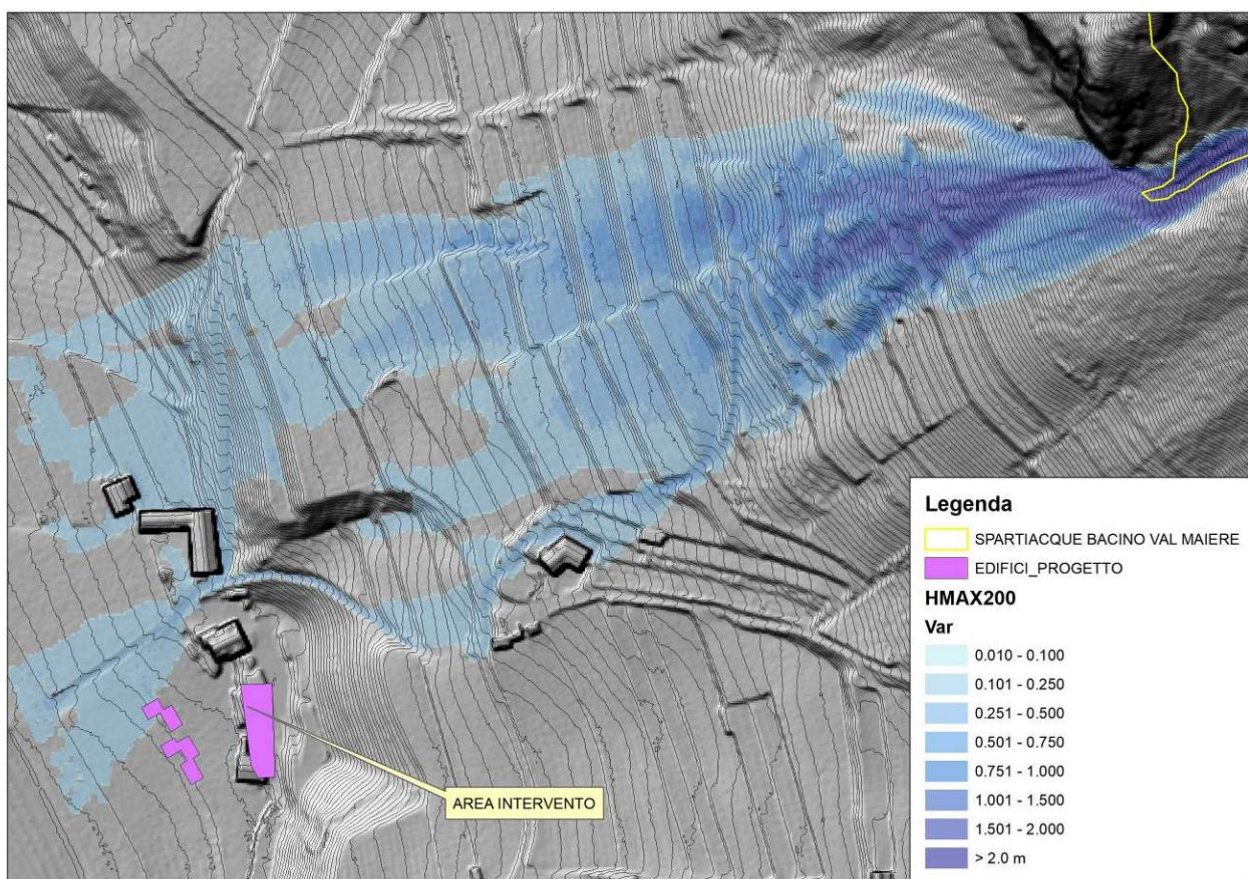 AREA INTERVENTO
Legenda
SPARTIACQUE BACINO VAL MAIERE
EDIFICI_PROGETTO
HMAX200
Var
0.010 - 0.100
0.101 - 0.250
0.251 - 0.500
0.501 - 0.750
0.751 - 1.000
1.001 - 1.500
1.501 - 2.000
> 2.0 m